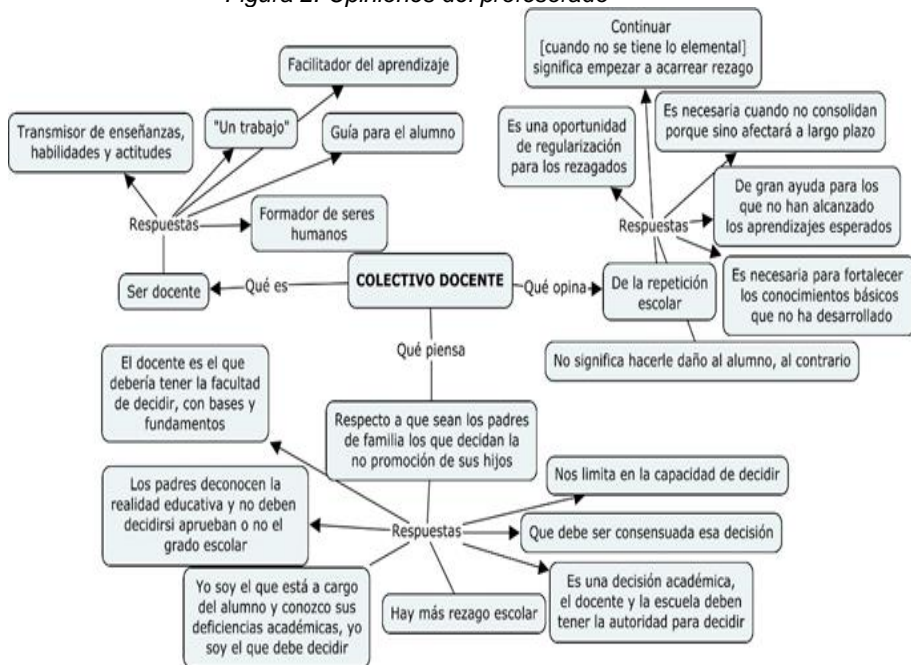 Figura 2. Opiniones del profesorado
Facilitador del aprendizaje
"Un trabajo"
Transmisor de enseñanzas,
habilidades y actitudes
Guía para el alumno
Respuestas
Formador de seres
humanos
Ser docente
Qué es
COLECTIVO DOCENTE
Qué opina
De la repetición
escolar
Continuar
[cuando no se tiene lo elemental]
significa empezar a acarrear rezago
Es una oportunidad
de regularización
para los rezagados
Es necesaria cuando no consolidan
porque sino afectará a largo plazo
Respuestas
De gran ayuda para los
que no han alcanzado
los aprendizajes esperados
Es necesaria para fortalecer
los conocimientos básicos
que no ha desarrollado
No significa hacerle daño al alumno, al contrario
Qué piensa
Respecto a que sean los padres
de familia los que decidan la
no promoción de sus hijos
El docente es el que
debería tener la facultad
de decidir, con bases y
fundamentos
Los padres deconocen la
realidad educativa y no deben
decidirsi aprueban o no el
grado escolar
Respuestas
Nos limita en la capacidad de decidir
Que debe ser consensuada esa decisión
Yo soy el que está a cargo
del alumno y conozco sus
deficiencias académicas, yo
soy el que debe decidir
Hay más rezago escolar
Es una decisión académica,
el docente y la escuela deben
tener la autoridad para decidir